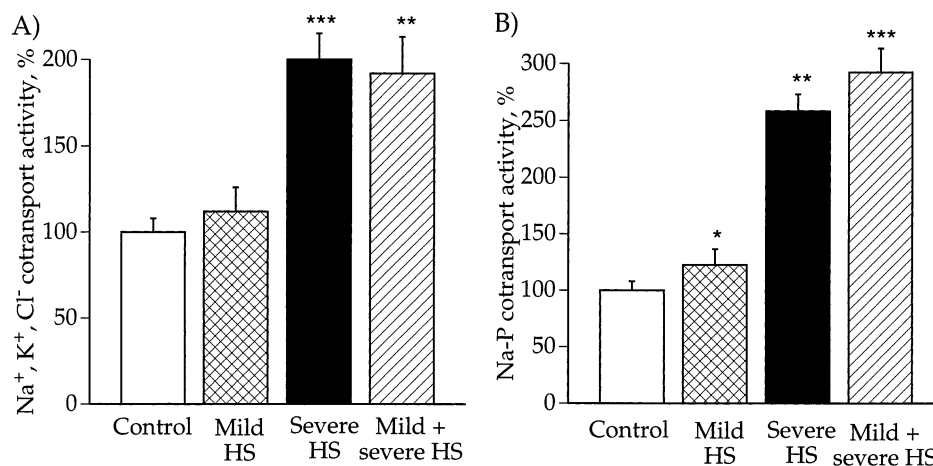 A)
Na⁺, K⁺, Cl⁻ cotransport activity, %
200
150
100
50
0
***
**
Control
Mild
HS
Severe
HS
Mild +
severe HS
B)
Na-P cotransport activity, %
300
250
200
150
100
50
0
*
**
***
Control
Mild
HS
Severe
HS
Mild +
severe HS